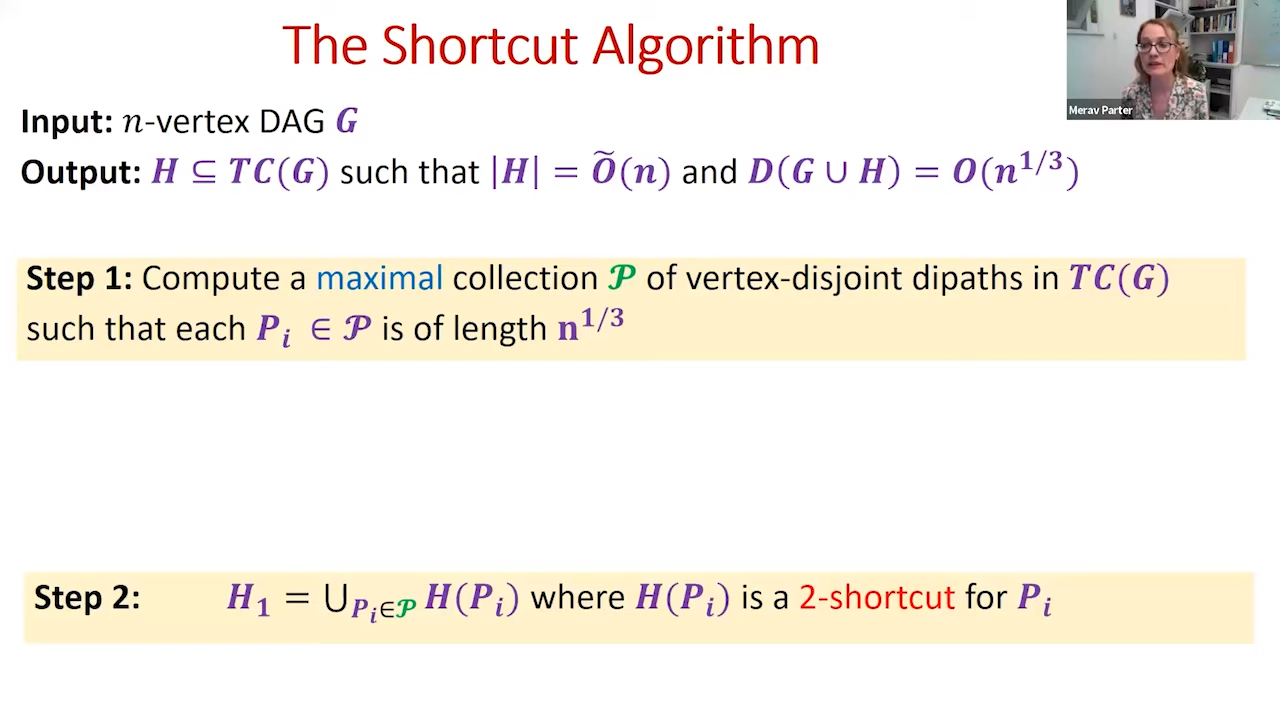 The Shortcut Algorithm
Merav Parter
Input: n-vertex DAG G
Output: H ⊆ TC(G) such that |H| = Õ(n) and D(G ∪ H) = O(n^{1/3})
Step 1: Compute a maximal collection 𝓟 of vertex-disjoint dipaths in TC(G)
such that each P_i ∈ 𝓟 is of length n^{1/3}
Step 2: H_1 = ⋃_{P_i∈𝓟} H(P_i) where H(P_i) is a 2-shortcut for P_i